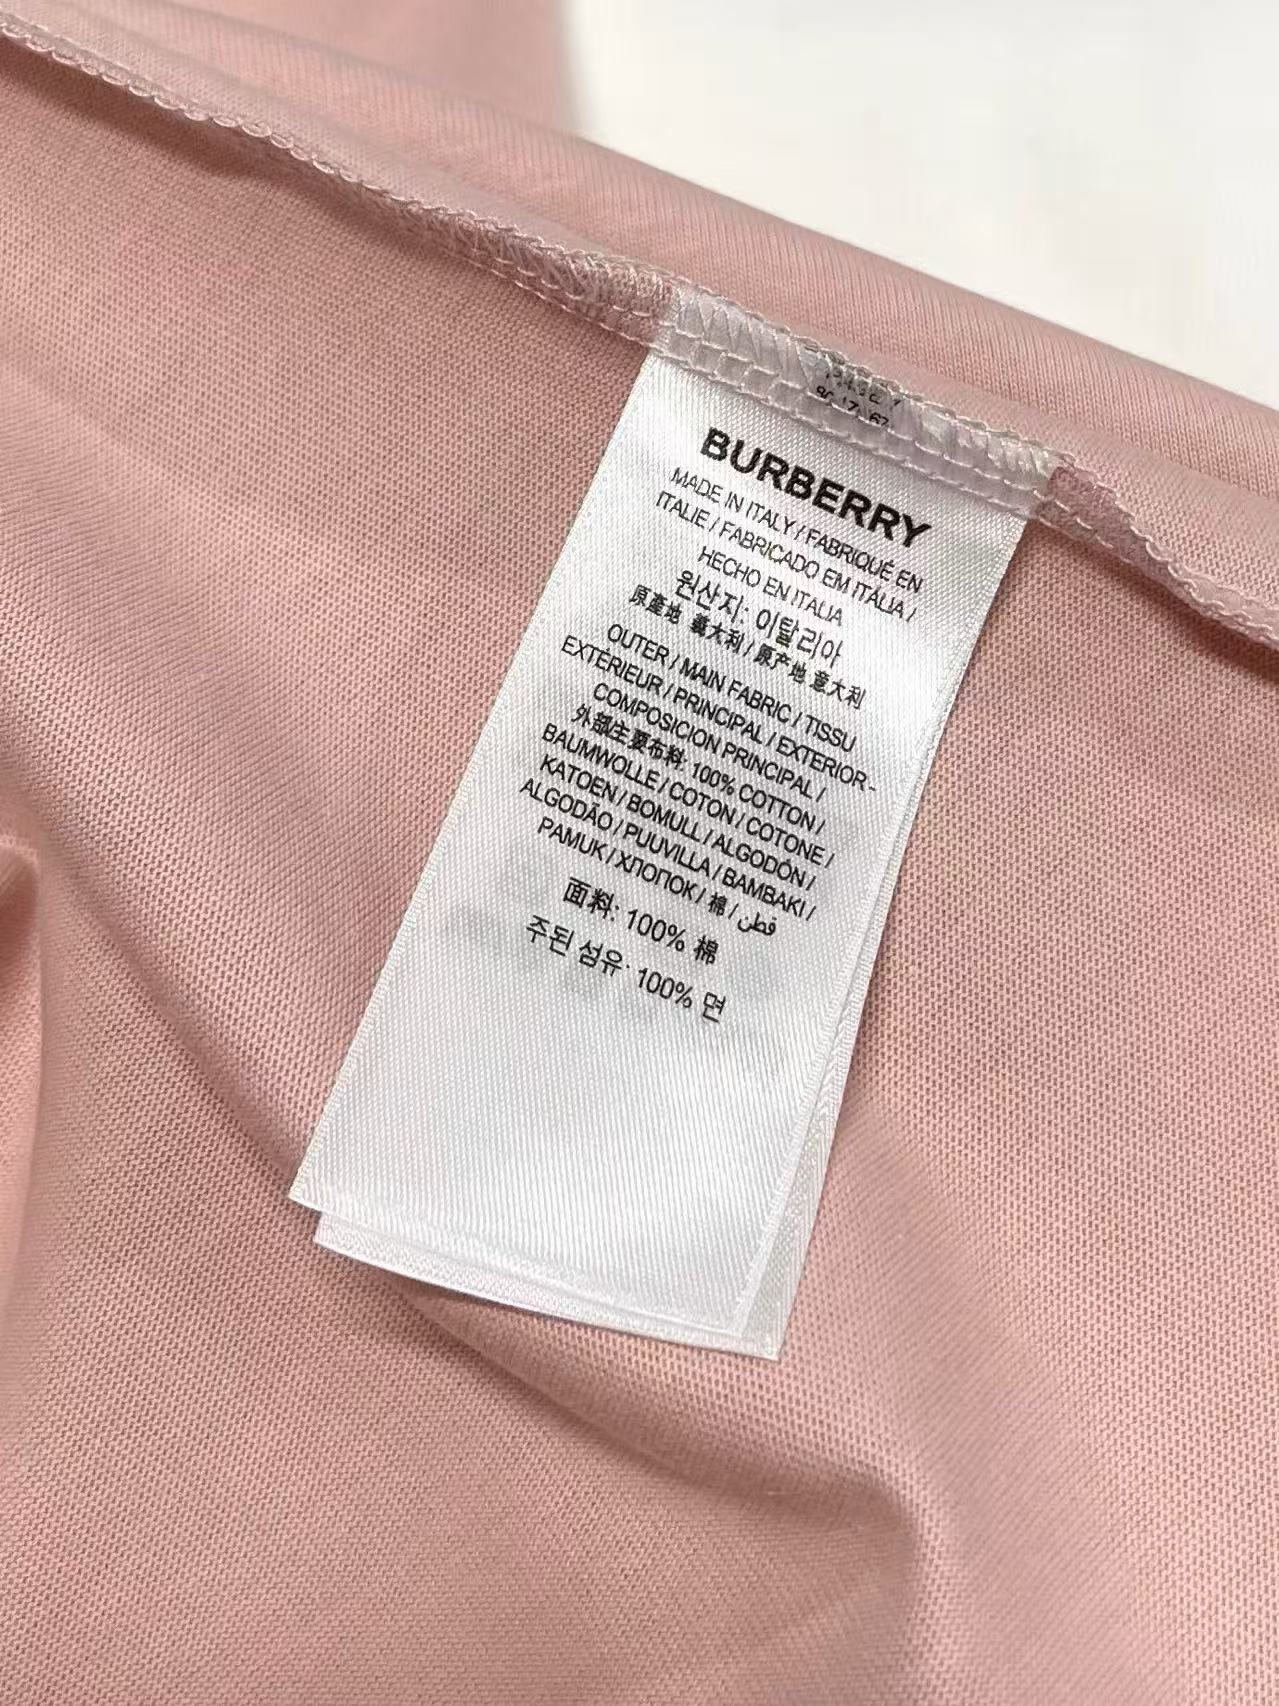 BURBERRY
MADE IN ITALY / FABRIQUÉ EN
ITALIE / FABRICADO EM ITÁLIA /
HECHO EN ITALIA
원산지: 이탈리아
原產地 義大利 / 原产地 意大利
OUTER / MAIN FABRIC / TISSU
EXTÉRIEUR / PRINCIPAL / EXTERIOR-
COMPOSICION PRINCIPAL /
外部主要布料: 100% COTTON /
BAUMWOLLE / COTON / COTONE /
KATOEN / BOMULL / ALGODÓN /
ALGODÃO / PUUVILLA / BAMBAKI /
PAMUK / ХЛОПОК / 棉 / قطن
面料: 100% 棉
주된 섬유: 100% 면